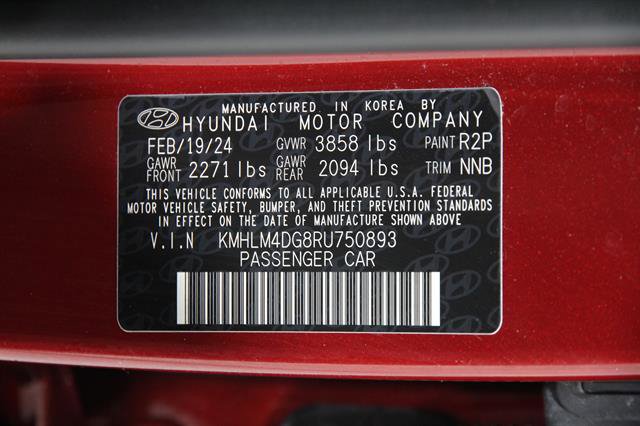 MANUFACTURED IN KOREA BY
HYUNDAI MOTOR COMPANY
FEB/19/24 GVWR 3858 lbs PAINT R2P
GAWR FRONT 2271 lbs GAWR REAR 2094 lbs TRIM NNB
THIS VEHICLE CONFORMS TO ALL APPLICABLE U.S.A. FEDERAL
MOTOR VEHICLE SAFETY, BUMPER, AND THEFT PREVENTION STANDARDS
IN EFFECT ON THE DATE OF MANUFACTURE SHOWN ABOVE.
V.I.N KMHLM4DG8RU750893
PASSENGER CAR